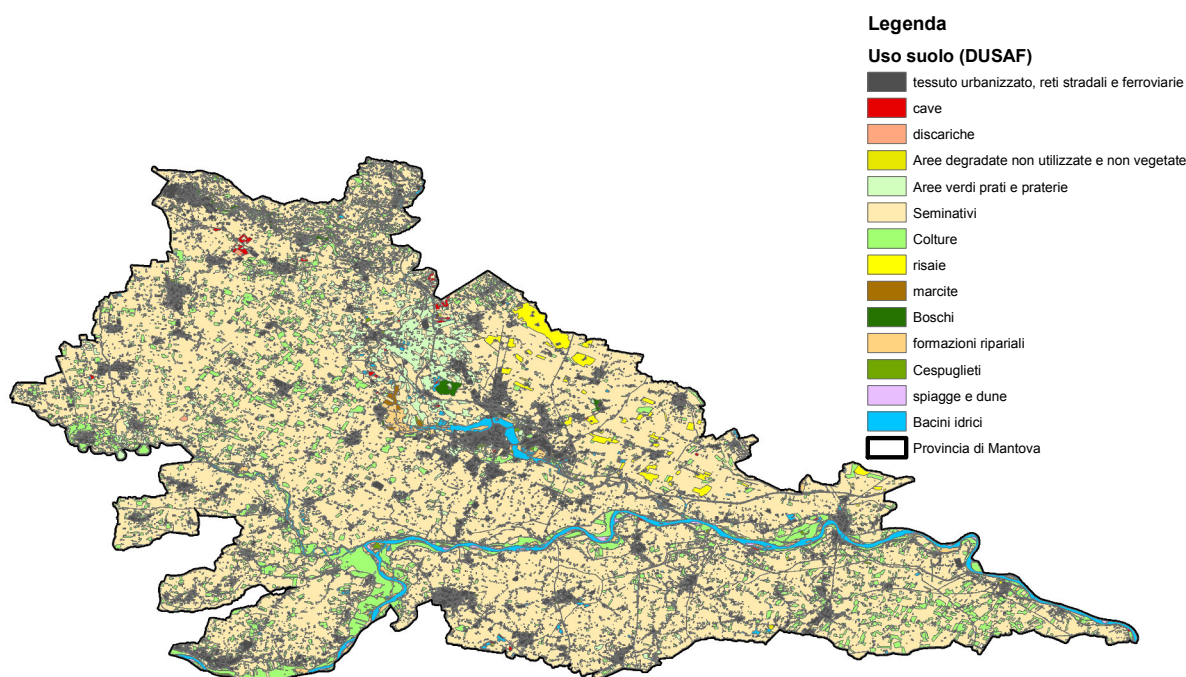 Legenda
Uso suolo (DUSAF)
tessuto urbanizzato, reti stradali e ferroviarie
cave
discariche
Aree degradate non utilizzate e non vegetate
Aree verdi prati e praterie
Seminativi
Colture
risaie
marcite
Boschi
formazioni ripariali
Cespuglieti
spiagge e dune
Bacini idrici
Provincia di Mantova